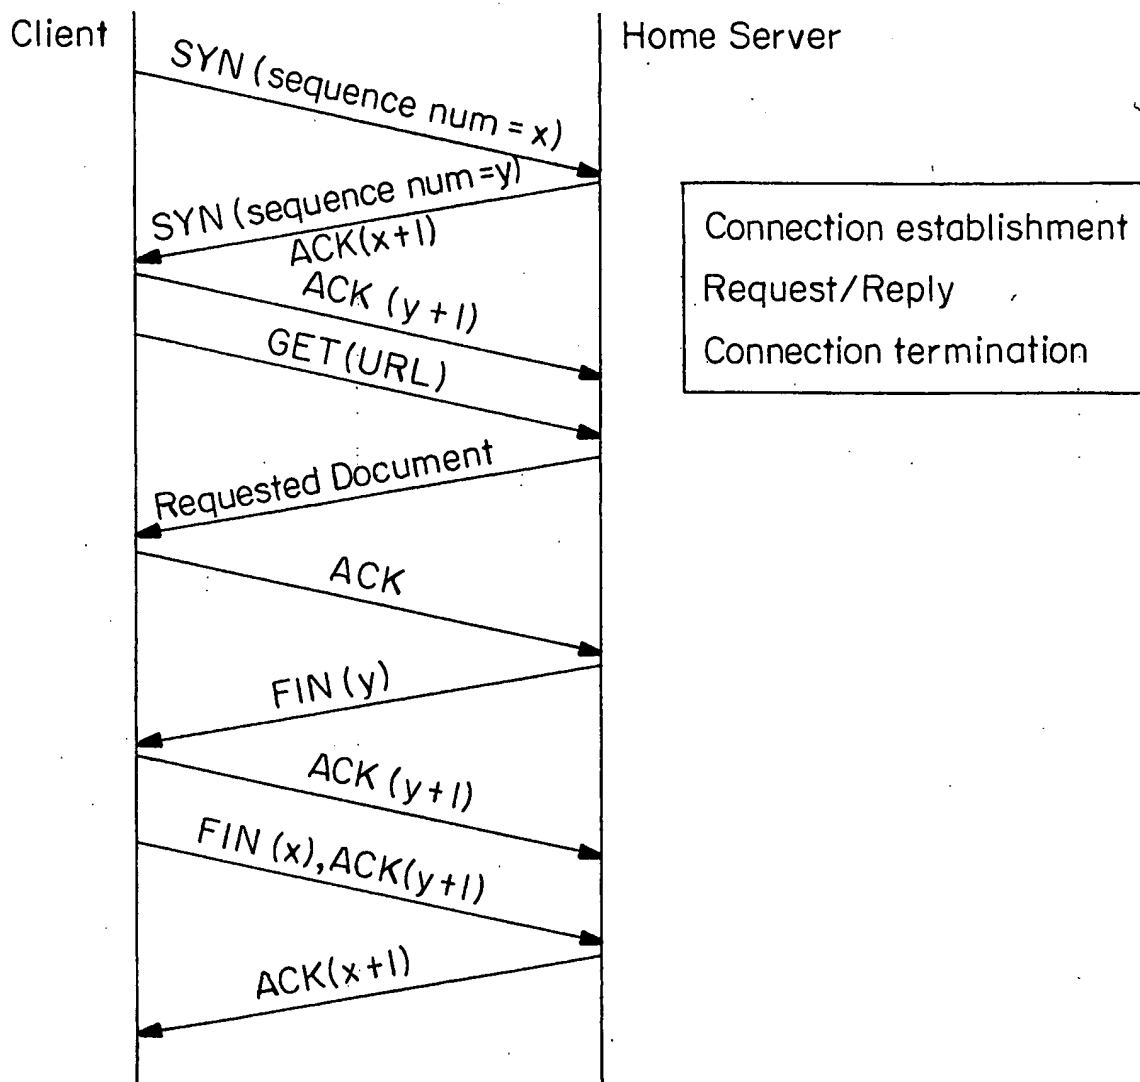 Client
Home Server
SYN (sequence num = x)
SYN (sequence num=y)
ACK(x+1)
ACK (y+1)
GET(URL)
Requested Document
ACK
FIN (y)
ACK (y+1)
FIN (x), ACK(y+1)
ACK(x+1)
Connection establishment
Request/Reply
Connection termination